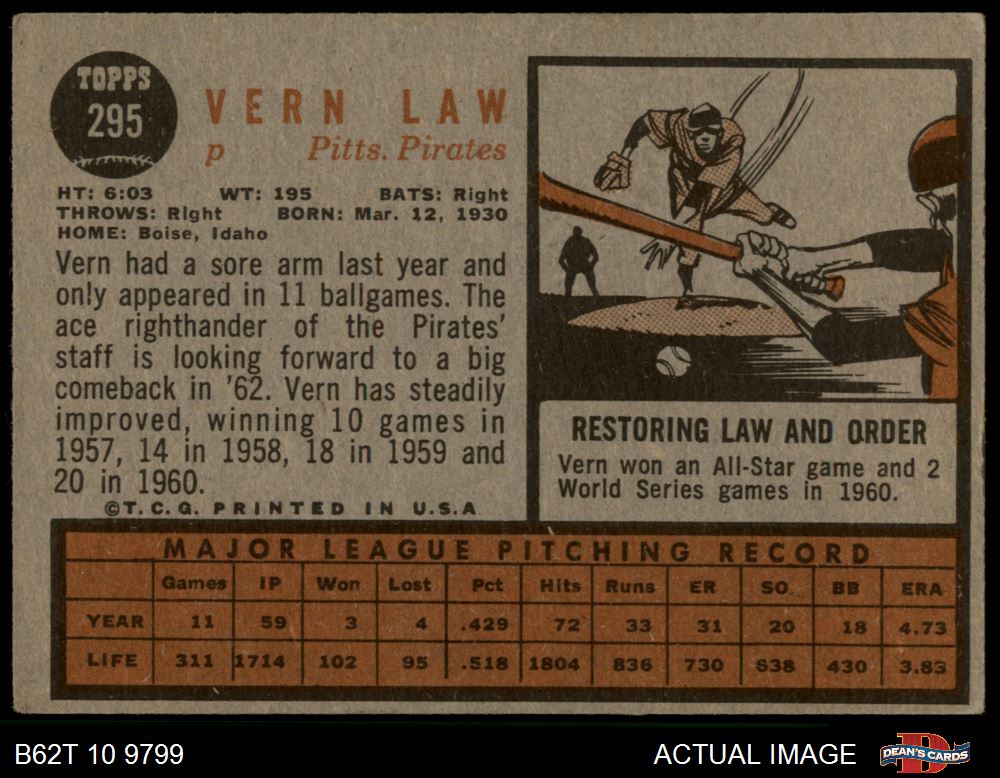 TOPPS
295
VERN LAW
p Pitts. Pirates
HT: 6:03 WT: 195 BATS: Right
THROWS: Right BORN: Mar. 12, 1930
HOME: Boise, Idaho
Vern had a sore arm last year and
only appeared in 11 ballgames. The
ace righthander of the Pirates'
staff is looking forward to a big
comeback in '62. Vern has steadily
improved, winning 10 games in
1957, 14 in 1958, 18 in 1959 and
20 in 1960.
©T.C.G. PRINTED IN U.S.A
RESTORING LAW AND ORDER
Vern won an All-Star game and 2
World Series games in 1960.
MAJOR LEAGUE PITCHING RECORD
Games IP Won Lost Pct Hits Runs ER SO BB ERA
YEAR 11 59 3 4 .429 72 33 31 20 18 4.73
LIFE 311 1714 102 95 .518 1804 836 730 638 430 3.83
B62T 10 9799 ACTUAL IMAGE DEAN'S CARDS